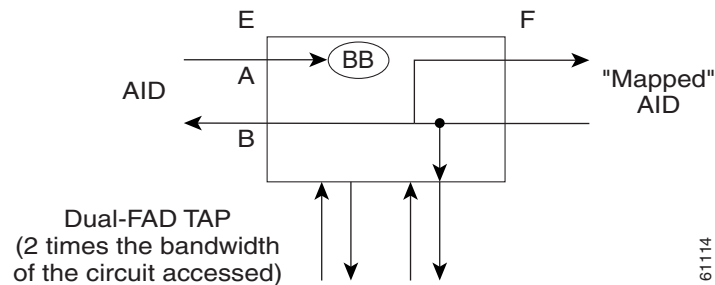 E
F
BB
A
AID
"Mapped"
AID
B
Dual-FAD TAP
(2 times the bandwidth
of the circuit accessed)
61114